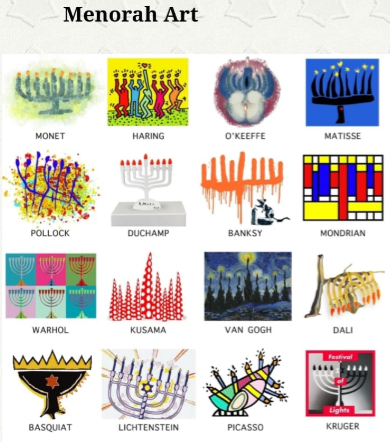 Menorah Art
MONET
HARING
O'KEEFFE
MATISSE
POLLOCK
DUCHAMP
BANKSY
MONDRIAN
WARHOL
KUSAMA
VAN GOGH
DALI
BASQUIAT
LICHTENSTEIN
PICASSO
Festival
of
Lights
KRUGER